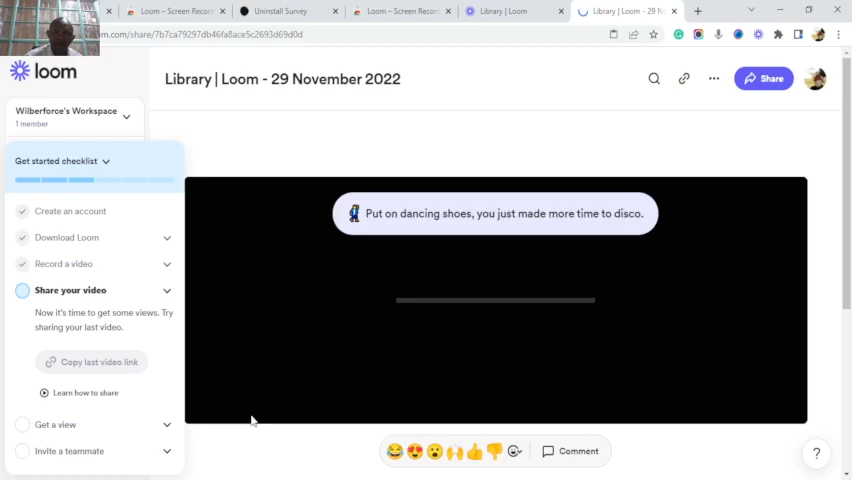 Loom – Screen Record
Uninstall Survey
Loom – Screen Record
Library | Loom
Library | Loom - 29 N
om.com/share/7b7ca79297db46fa8ace5c2693d69d0d
loom
Library | Loom - 29 November 2022
Share
Wilberforce's Workspace
1 member
Get started checklist
Put on dancing shoes, you just made more time to disco.
Create an account
Download Loom
Record a video
Share your video
Now it's time to get some views. Try
sharing your last video.
Copy last video link
Learn how to share
Get a view
Invite a teammate
Comment
?